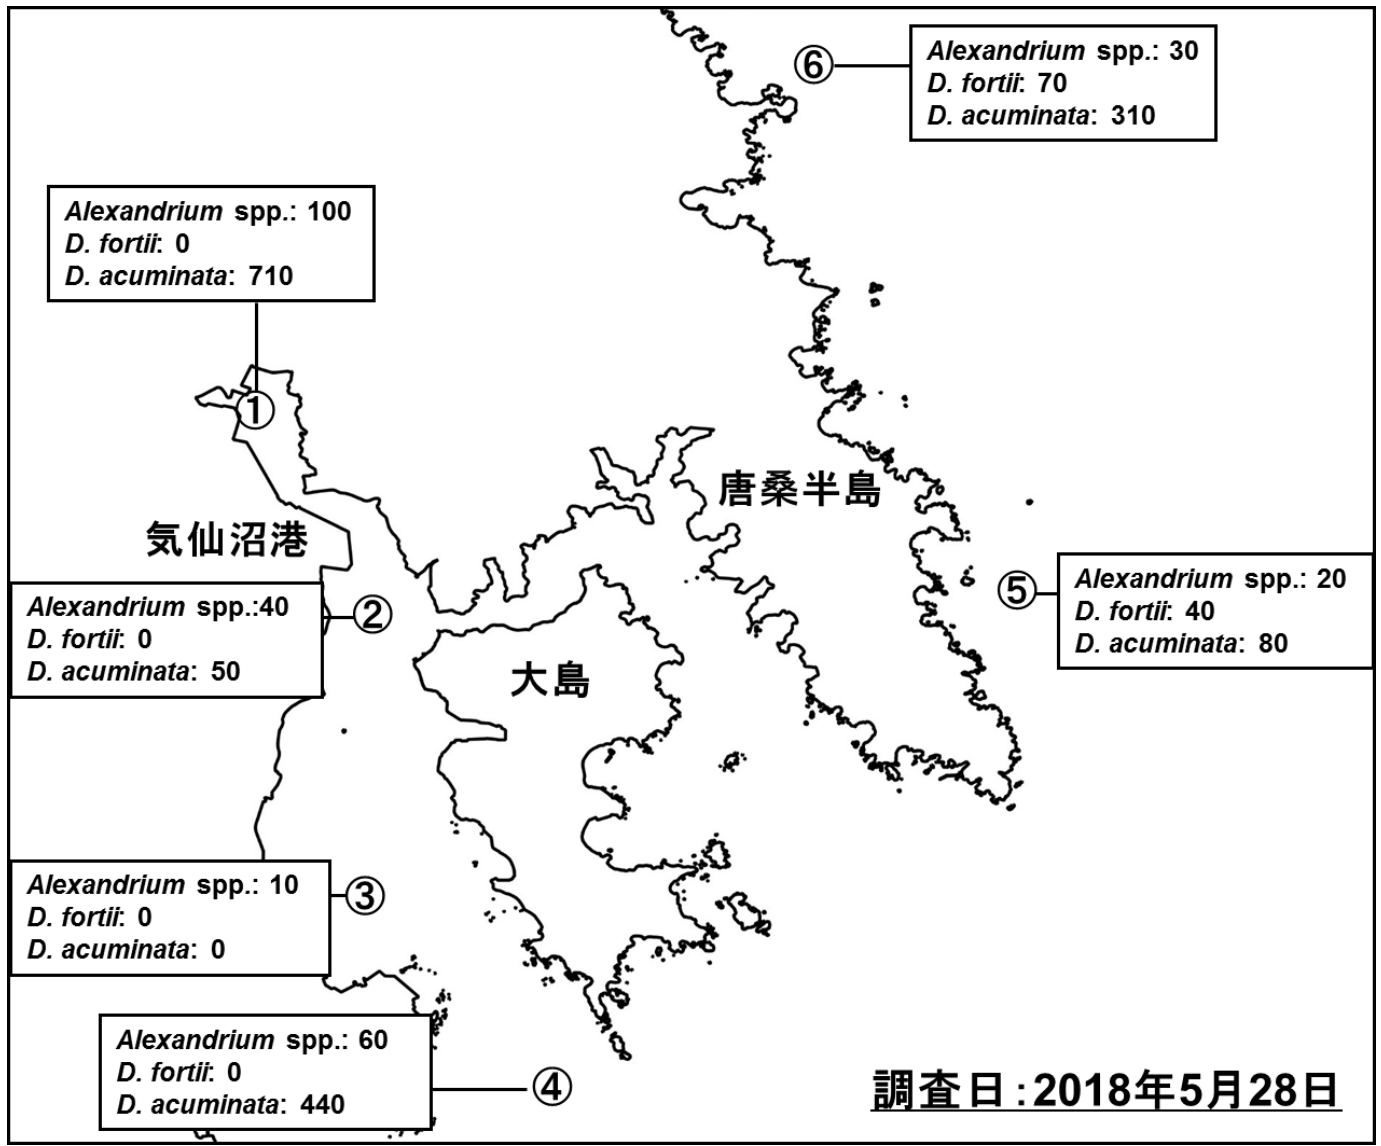 ⑥
Alexandrium spp.: 30
D. fortii: 70
D. acuminata: 310
Alexandrium spp.: 100
D. fortii: 0
D. acuminata: 710
①
唐桑半島
気仙沼港
Alexandrium spp.:40
D. fortii: 0
D. acuminata: 50
②
⑤
Alexandrium spp.: 20
D. fortii: 40
D. acuminata: 80
大島
Alexandrium spp.: 10
D. fortii: 0
D. acuminata: 0
③
Alexandrium spp.: 60
D. fortii: 0
D. acuminata: 440
④
調査日:2018年5月28日